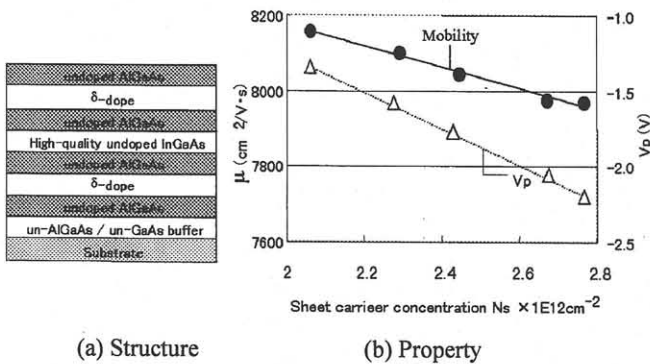 undoped AlGaAs
δ-dope
undoped AlGaAs
High-quality undoped InGaAs
undoped AlGaAs
δ-dope
undoped AlGaAs
un-AlGaAs / un-GaAs buffer
Substrate
(a) Structure
8200
8000
7800
7600
μ (cm 2/V・s)
Mobility
Vp
-1.0
-1.5
-2.0
-2.5
Vp (V)
2
2.2
2.4
2.6
2.8
Sheet carrieer concentration Ns ×1E12cm-2
(b) Property